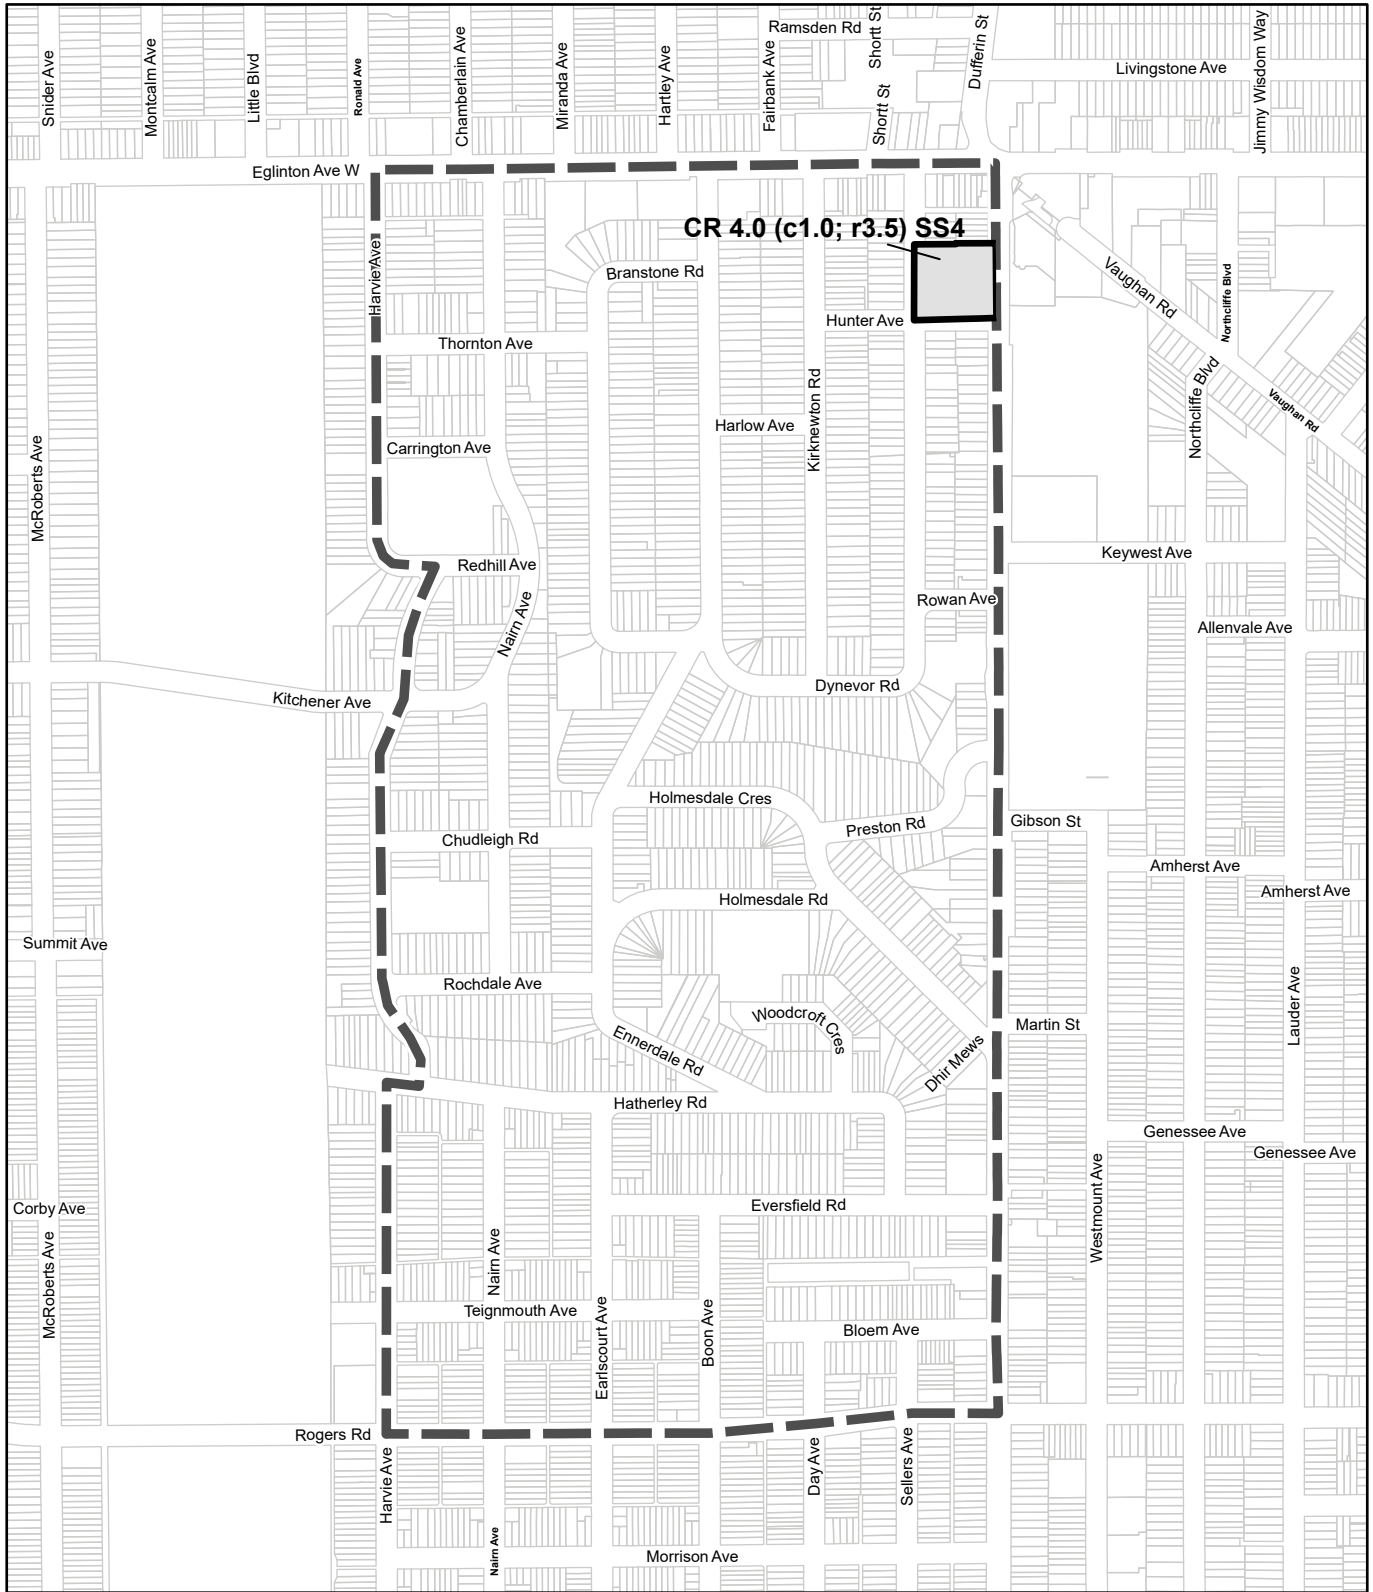 Ramsden Rd
Shortt St
Dufferin St
Jimmy Wisdom Way
Snider Ave
Montcalm Ave
Little Blvd
Ronald Ave
Chamberlain Ave
Miranda Ave
Hartley Ave
Fairbank Ave
Shortt St
Livingstone Ave
Eglinton Ave W
CR 4.0 (c1.0; r3.5) SS4
Harvie Ave
Branstone Rd
Vaughan Rd
Northcliffe Blvd
Hunter Ave
Thornton Ave
Kirknewton Rd
Northcliffe Blvd
Vaughan Rd
Harlow Ave
Carrington Ave
McRoberts Ave
Keywest Ave
Redhill Ave
Rowan Ave
Nairn Ave
Allenvale Ave
Dynevor Rd
Kitchener Ave
Holmesdale Cres
Gibson St
Preston Rd
Chudleigh Rd
Amherst Ave
Amherst Ave
Holmesdale Rd
Summit Ave
Rochdale Ave
Lauder Ave
Woodcroft Cres
Martin St
Ennerdale Rd
Dhir Mews
Hatherley Rd
Genessee Ave
Genessee Ave
Westmount Ave
Corby Ave
Eversfield Rd
McRoberts Ave
Nairn Ave
Teignmouth Ave
Earlscourt Ave
Boon Ave
Bloem Ave
Rogers Rd
Harvie Ave
Day Ave
Sellers Ave
Nairn Ave
Morrison Ave